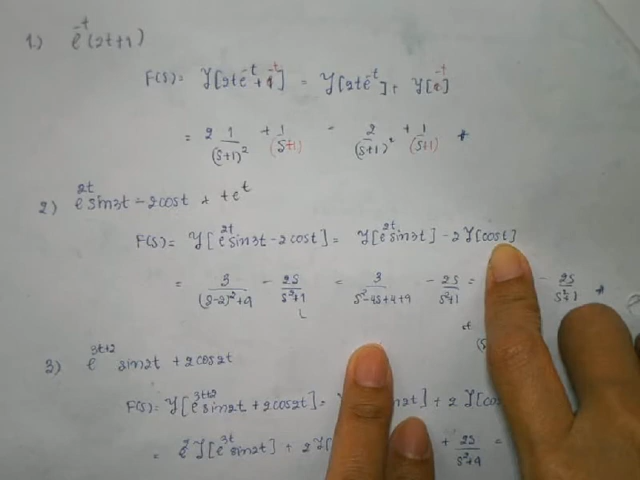 1.) e^-t (2t+1)
F(s) = L[2te^-t + e^-t] = L[2te^-t] + L[e^-t]
= 2 1/(s+1)^2 + 1/(s+1) = 2/(s+1)^2 + 1/(s+1) *
2) e^2t sin3t - 2cost + te^t
F(s) = L[e^2t sin3t - 2cost] = L[e^2t sin3t] - 2L[cost]
= 3/((s-2)^2+9) - 2s/(s^2+1) = 3/(s^2-4s+4+9) - 2s/(s^2+1) = - 2s/(s^2+1) *
3) e^3t+2 sin2t + 2cos2t
F(s) = L[e^3t+2 sin2t + 2cos2t] = + 2L
= e^2 L[e^3t sin2t] + 2 + 2s/(s^2+4) =